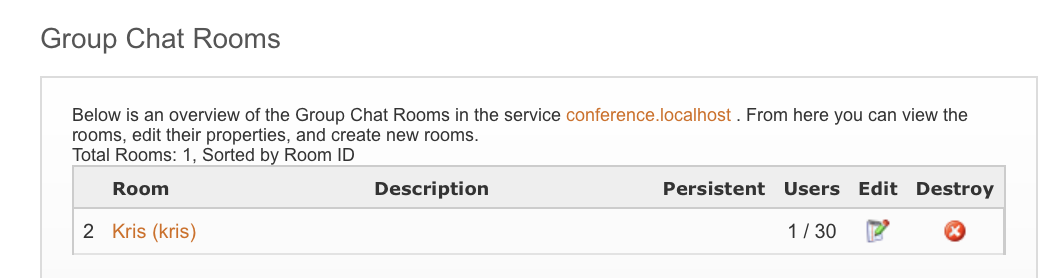 Group Chat Rooms
Below is an overview of the Group Chat Rooms in the service conference.localhost . From here you can view the
rooms, edit their properties, and create new rooms.
Total Rooms: 1, Sorted by Room ID
Room Description Persistent Users Edit Destroy
2 Kris (kris) 1 / 30